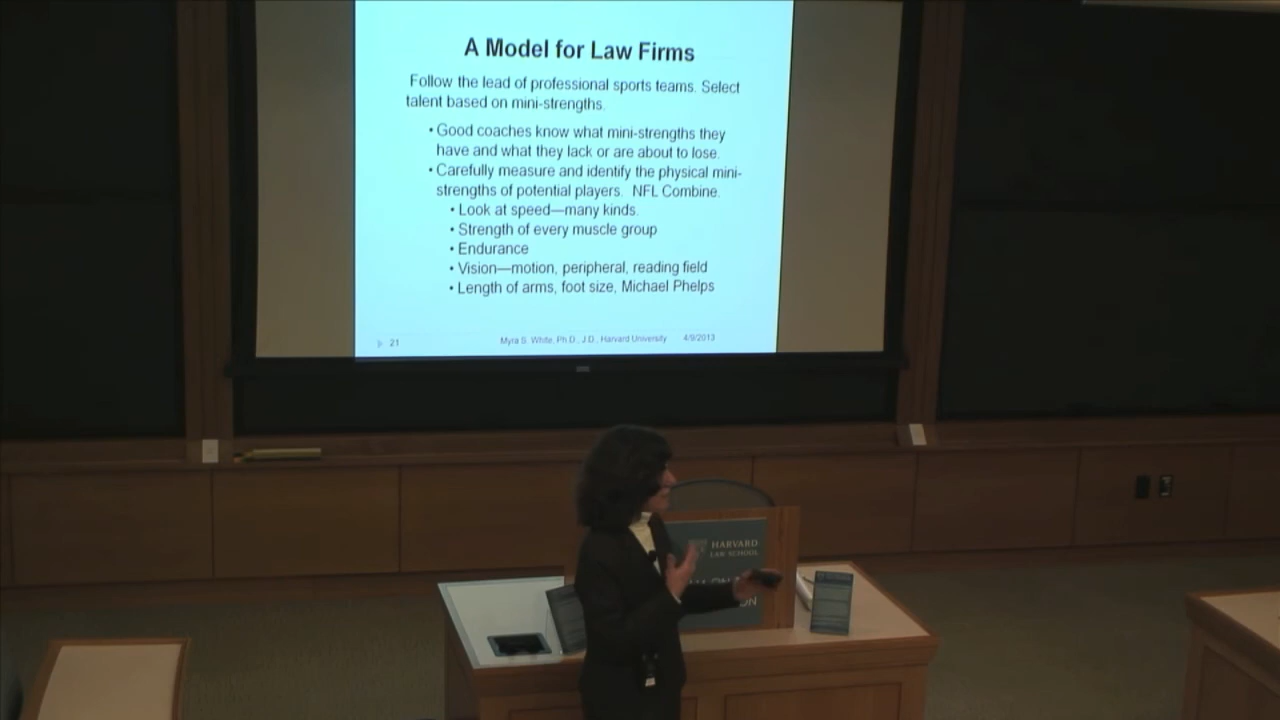 A Model for Law Firms
Follow the lead of professional sports teams. Select
talent based on mini-strengths.
• Good coaches know what mini-strengths they
have and what they lack or are about to lose.
• Carefully measure and identify the physical mini-
strengths of potential players. NFL Combine.
• Look at speed—many kinds.
• Strength of every muscle group
• Endurance
• Vision—motion, peripheral, reading field
• Length of arms, foot size, Michael Phelps
21 Myra S. White, Ph.D., J.D., Harvard University 4/9/2013
HARVARD
LAW SCHOOL